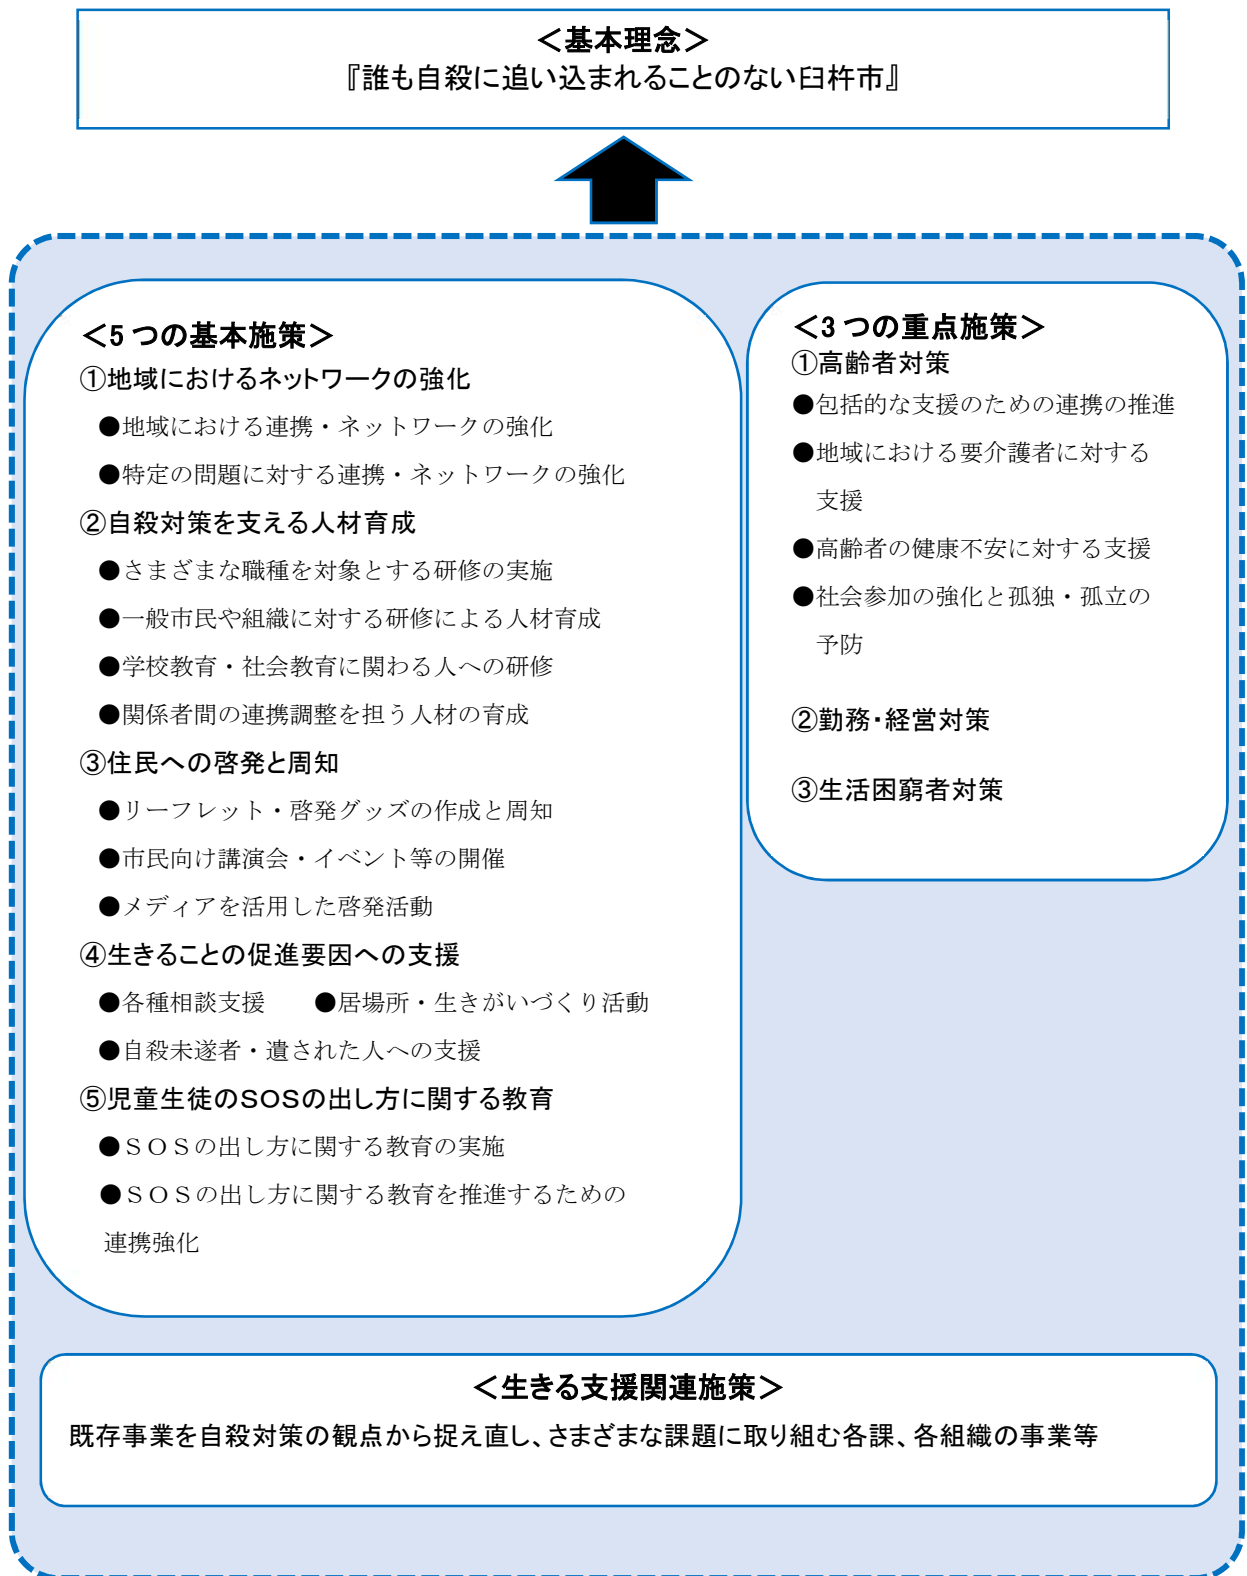 ＜基本理念＞
『誰も自殺に追い込まれることのない臼杵市』
＜5つの基本施策＞
①地域におけるネットワークの強化
●地域における連携・ネットワークの強化
●特定の問題に対する連携・ネットワークの強化
②自殺対策を支える人材育成
●さまざまな職種を対象とする研修の実施
●一般市民や組織に対する研修による人材育成
●学校教育・社会教育に関わる人への研修
●関係者間の連携調整を担う人材の育成
③住民への啓発と周知
●リーフレット・啓発グッズの作成と周知
●市民向け講演会・イベント等の開催
●メディアを活用した啓発活動
④生きることの促進要因への支援
●各種相談支援　　●居場所・生きがいづくり活動
●自殺未遂者・遺された人への支援
⑤児童生徒のSOSの出し方に関する教育
●ＳＯＳの出し方に関する教育の実施
●ＳＯＳの出し方に関する教育を推進するための
連携強化
＜3つの重点施策＞
①高齢者対策
●包括的な支援のための連携の推進
●地域における要介護者に対する
支援
●高齢者の健康不安に対する支援
●社会参加の強化と孤独・孤立の
予防
②勤務・経営対策
③生活困窮者対策
＜生きる支援関連施策＞
既存事業を自殺対策の観点から捉え直し、さまざまな課題に取り組む各課、各組織の事業等